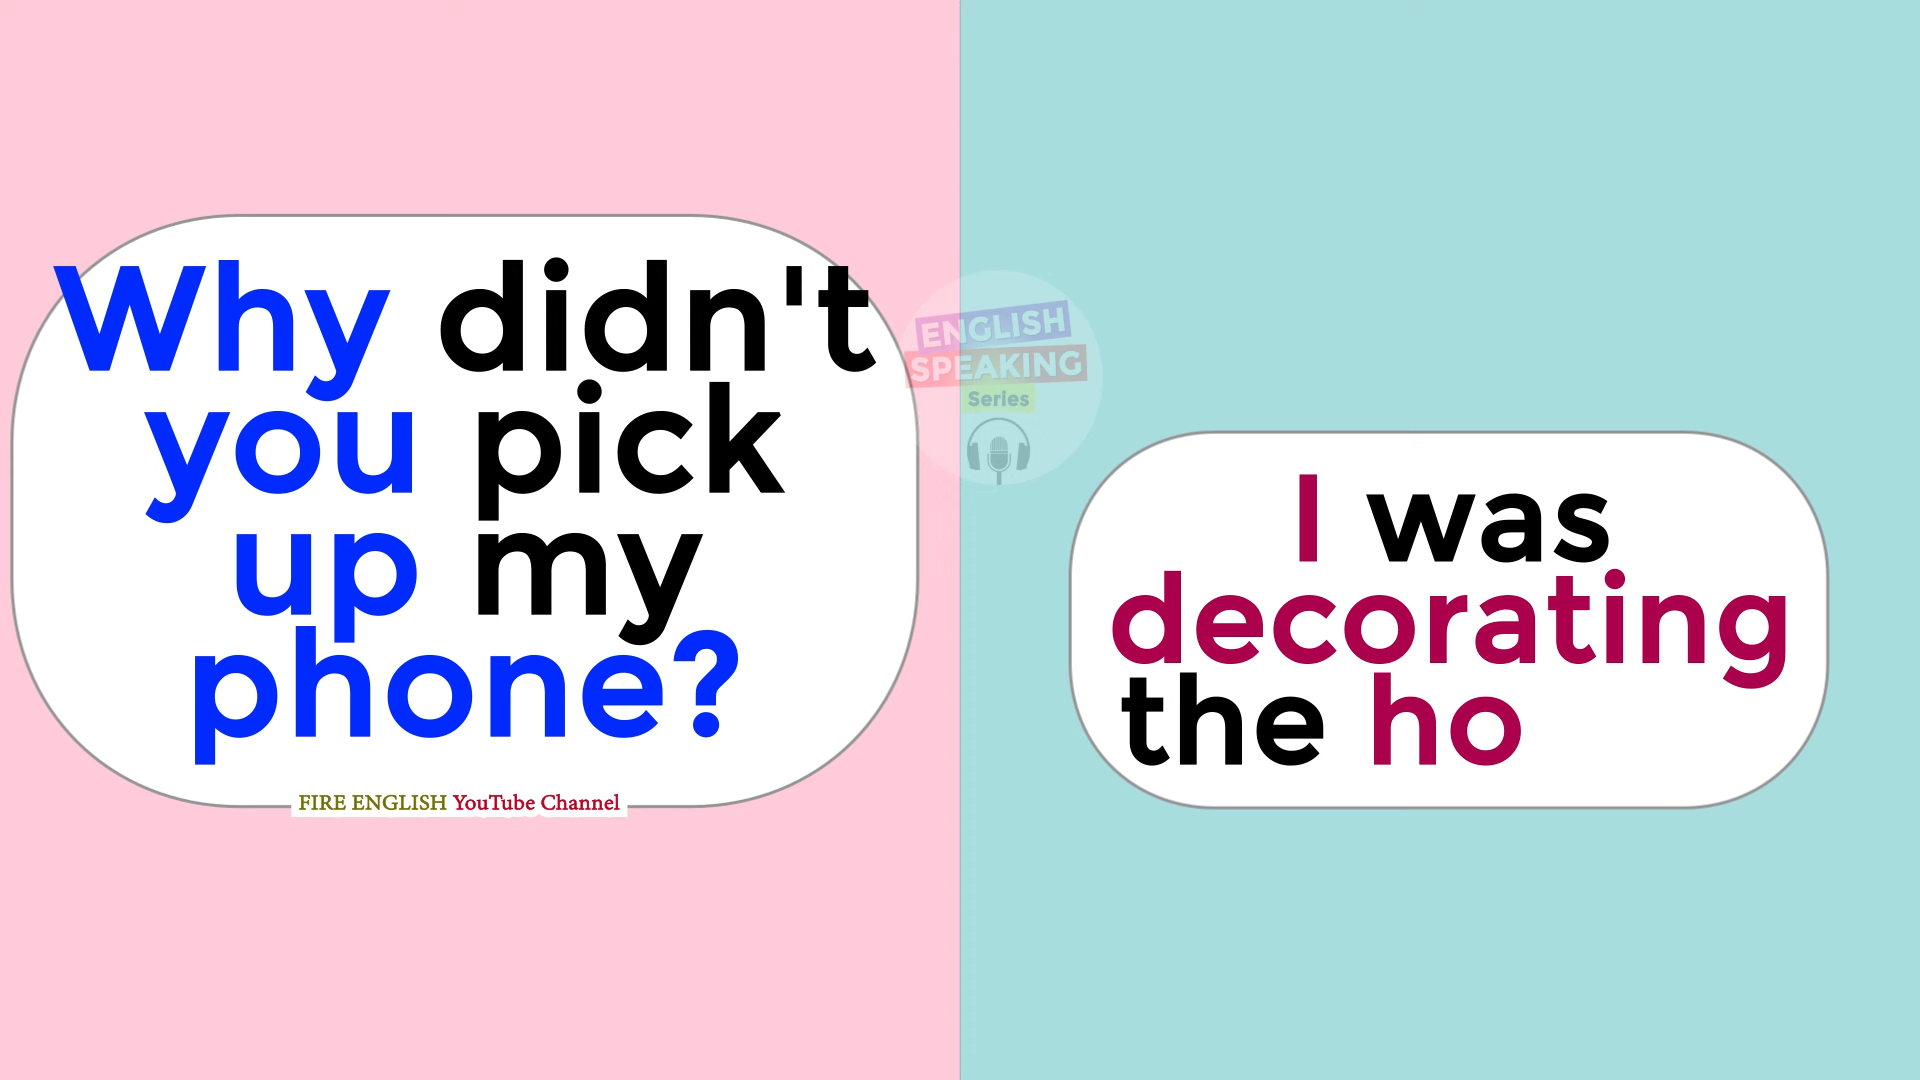 Why didn't
you pick
up my
phone?
FIRE ENGLISH YouTube Channel
ENGLISH
SPEAKING
Series
I was
decorating
the ho